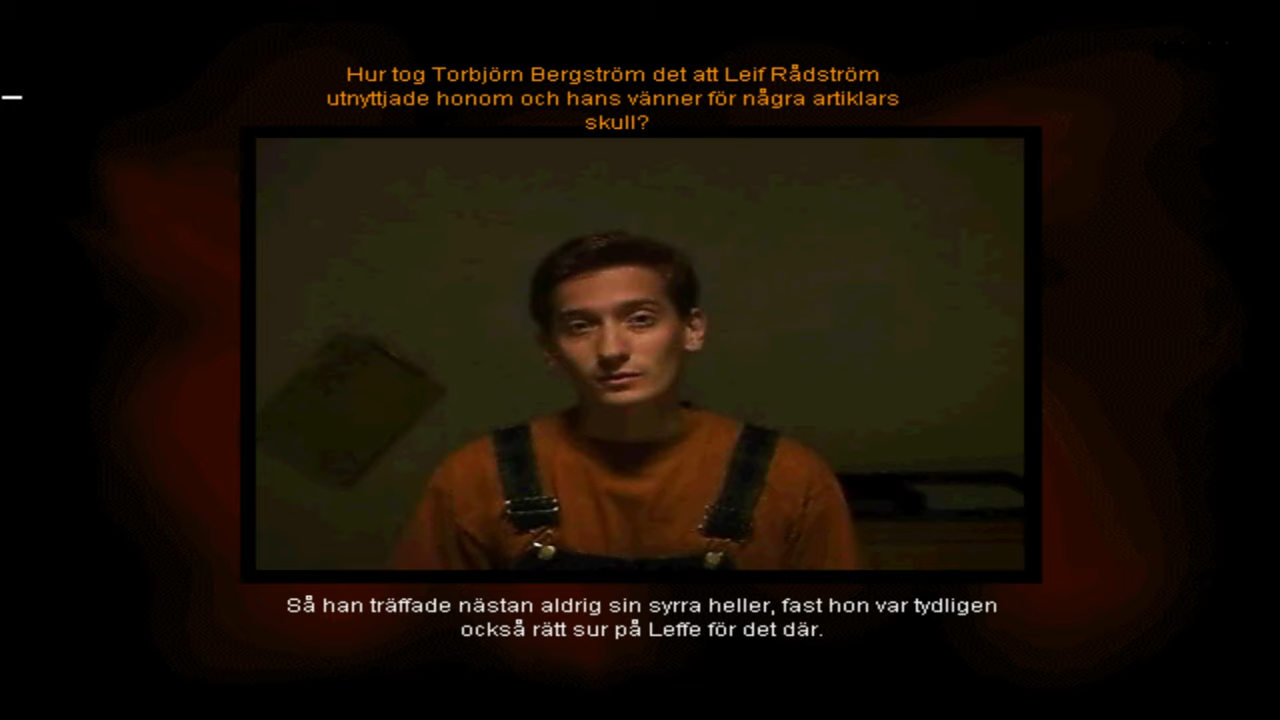 Hur tog Torbjörn Bergström det att Leif Rådström
utnyttjade honom och hans vänner för några artiklars
skull?
Så han träffade nästan aldrig sin syrra heller, fast hon var tydligen
också rätt sur på Leffe för det där.